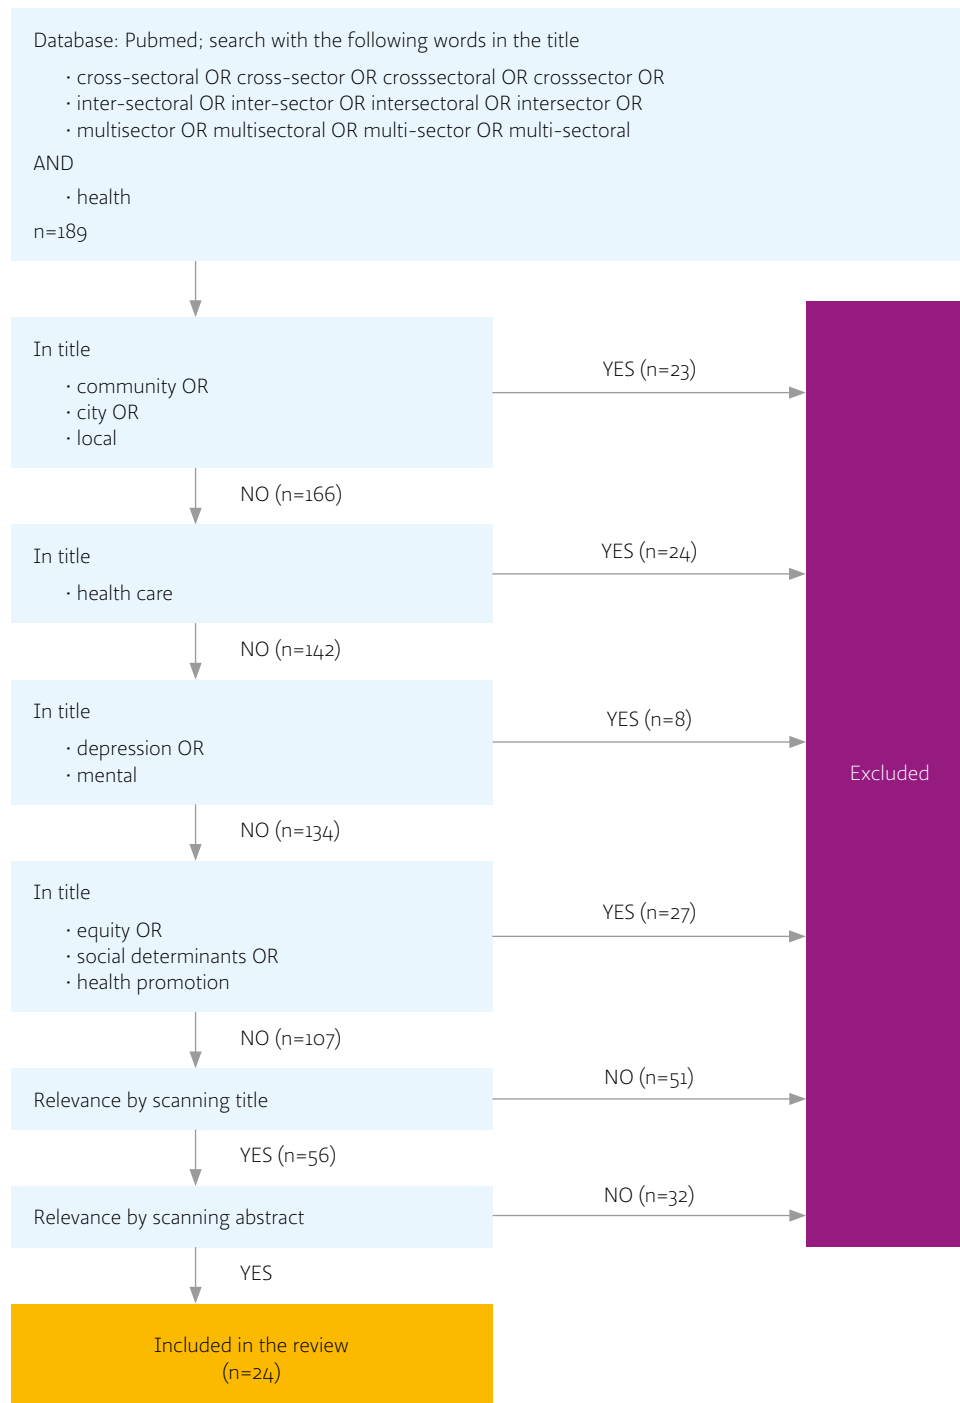 Database: Pubmed; search with the following words in the title
· cross-sectoral OR cross-sector OR crosssectoral OR crosssector OR
· inter-sectoral OR inter-sector OR intersectoral OR intersector OR
· multisector OR multisectoral OR multi-sector OR multi-sectoral
AND
· health
n=189
In title
· community OR
· city OR
· local
YES (n=23)
NO (n=166)
In title
· health care
YES (n=24)
NO (n=142)
In title
· depression OR
· mental
YES (n=8)
Excluded
NO (n=134)
In title
· equity OR
· social determinants OR
· health promotion
YES (n=27)
NO (n=107)
Relevance by scanning title
NO (n=51)
YES (n=56)
Relevance by scanning abstract
NO (n=32)
YES
Included in the review
(n=24)